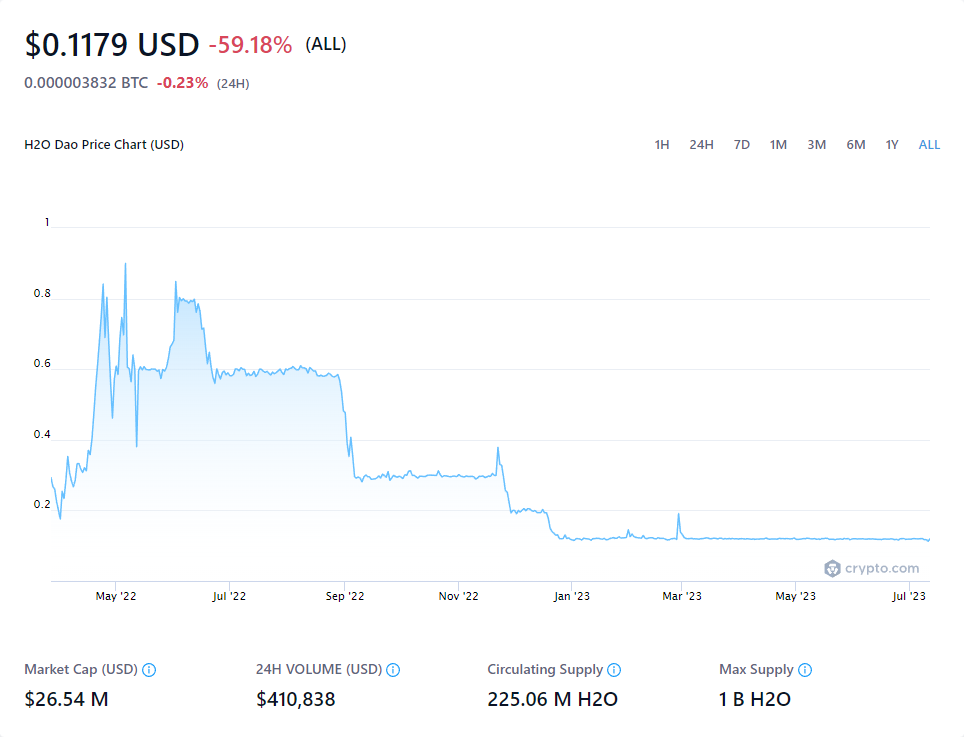 $0.1179 USD -59.18% (ALL)
0.000003832 BTC -0.23% (24H)
H2O Dao Price Chart (USD) 1H 24H 7D 1M 3M 6M 1Y ALL
1
0.8
0.6
0.4
0.2
crypto.com
May '22 Jul '22 Sep '22 Nov '22 Jan '23 Mar '23 May '23 Jul '23
Market Cap (USD) 24H VOLUME (USD) Circulating Supply Max Supply
$26.54 M $410,838 225.06 M H2O 1 B H2O